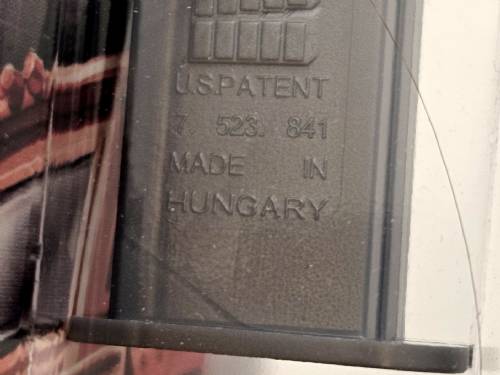 U.S.PATENT
7 523. 841
MADE IN
HUNGARY